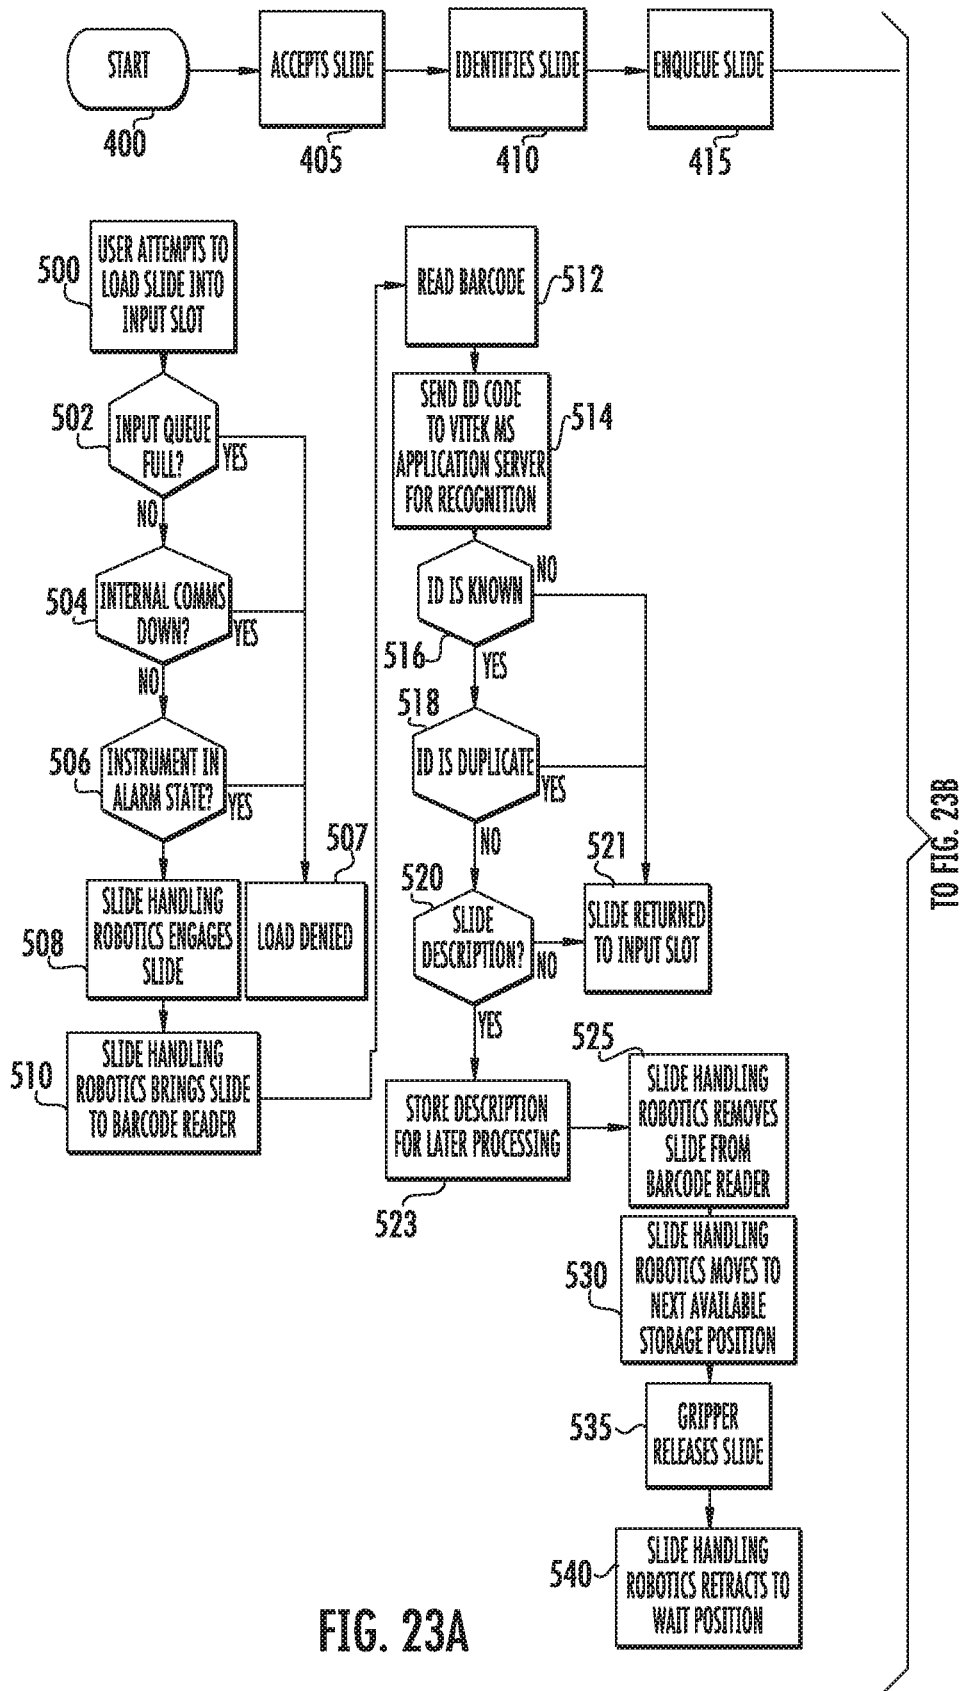 START
400
ACCEPTS SLIDE
405
IDENTIFIES SLIDE
410
ENQUEUE SLIDE
415
500
USER ATTEMPTS TO
LOAD SLIDE INTO
INPUT SLOT
502
INPUT QUEUE
FULL?
YES
NO
504
INTERNAL COMMS
DOWN?
YES
NO
506
INSTRUMENT IN
ALARM STATE?
YES
507
LOAD DENIED
508
SLIDE HANDLING
ROBOTICS ENGAGES
SLIDE
510
SLIDE HANDLING
ROBOTICS BRINGS SLIDE
TO BARCODE READER
READ BARCODE
512
SEND ID CODE
TO VITEK MS
APPLICATION SERVER
FOR RECOGNITION
514
ID IS KNOWN
NO
516
YES
518
ID IS DUPLICATE
YES
NO
520
SLIDE
DESCRIPTION?
NO
YES
521
SLIDE RETURNED
TO INPUT SLOT
STORE DESCRIPTION
FOR LATER PROCESSING
523
525
SLIDE HANDLING
ROBOTICS REMOVES
SLIDE FROM
BARCODE READER
530
SLIDE HANDLING
ROBOTICS MOVES TO
NEXT AVAILABLE
STORAGE POSITION
535
GRIPPER
RELEASES SLIDE
540
SLIDE HANDLING
ROBOTICS RETRACTS TO
WAIT POSITION
TO FIG. 23B
FIG. 23A